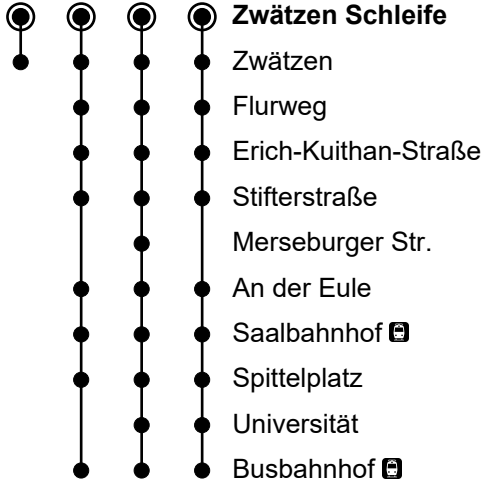 Zwätzen Schleife
Zwätzen
Flurweg
Erich-Kuithan-Straße
Stifterstraße
Merseburger Str.
An der Eule
Saalbahnhof
Spittelplatz
Universität
Busbahnhof